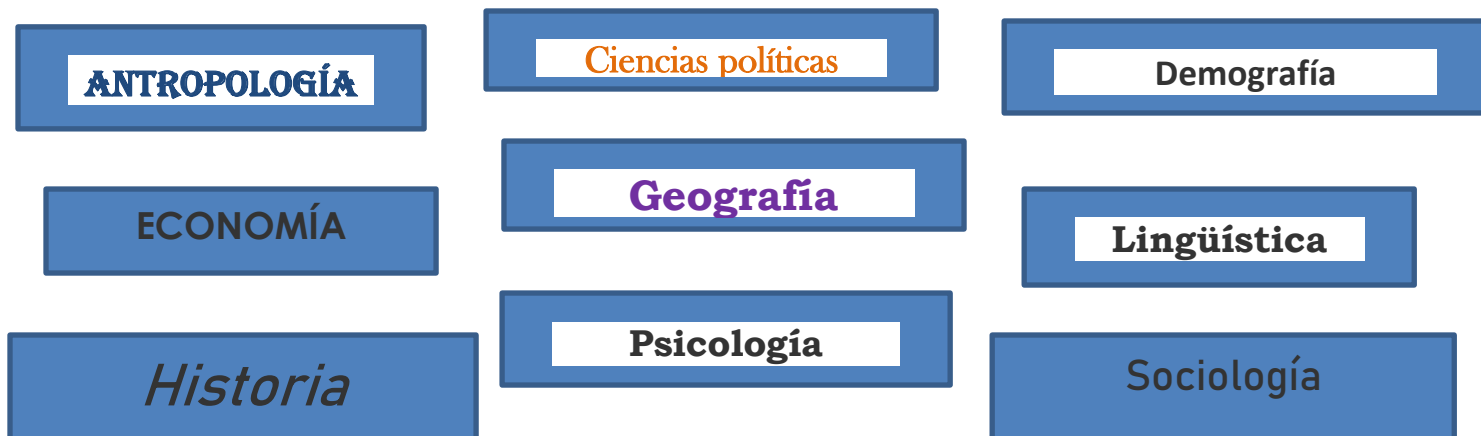 ANTROPOLOGÍA
Ciencias políticas
Demografía
ECONOMÍA
Geografía
Lingüística
Historia
Psicología
Sociología